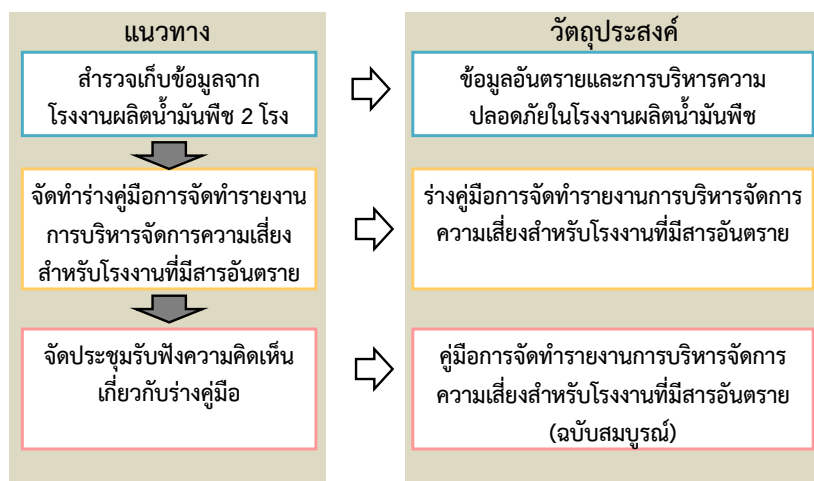 แนวทาง
สำรวจเก็บข้อมูลจาก
โรงงานผลิตน้ำมันพืช 2 โรง
จัดทำร่างคู่มือการจัดทำรายงาน
การบริหารจัดการความเสี่ยง
สำหรับโรงงานที่มีสารอันตราย
จัดประชุมรับฟังความคิดเห็น
เกี่ยวกับร่างคู่มือ
วัตถุประสงค์
ข้อมูลอันตรายและการบริหารความ
ปลอดภัยในโรงงานผลิตน้ำมันพืช
ร่างคู่มือการจัดทำรายงานการบริหารจัดการ
ความเสี่ยงสำหรับโรงงานที่มีสารอันตราย
คู่มือการจัดทำรายงานการบริหารจัดการ
ความเสี่ยงสำหรับโรงงานที่มีสารอันตราย
(ฉบับสมบูรณ์)